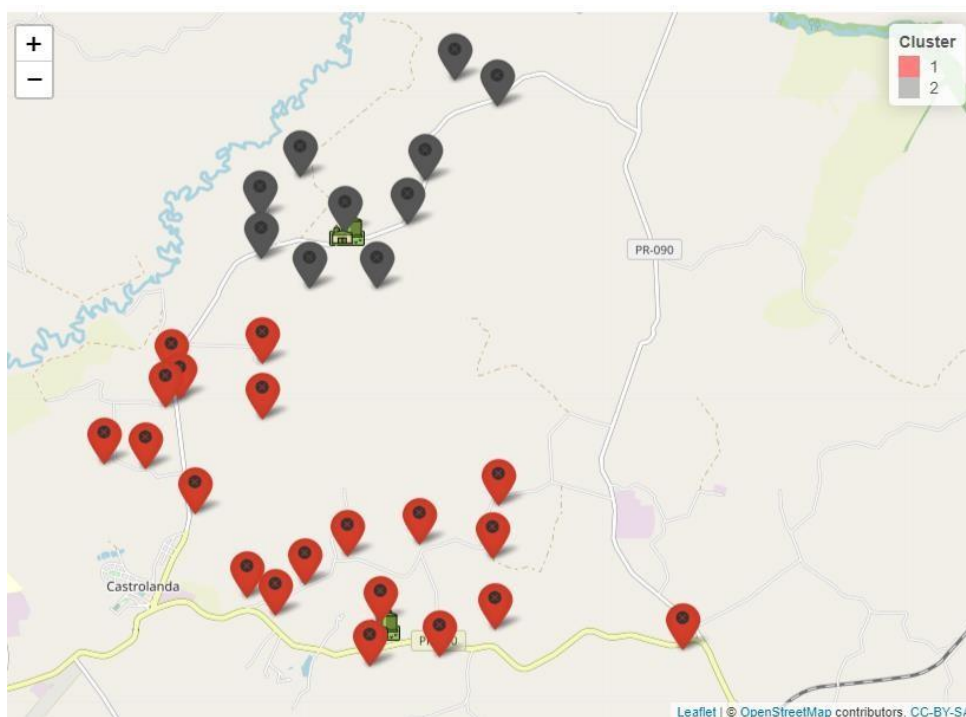 +
−
Cluster
1
2
PR-090
Castrolanda
Leaflet | © OpenStreetMap contributors, CC-BY-SA